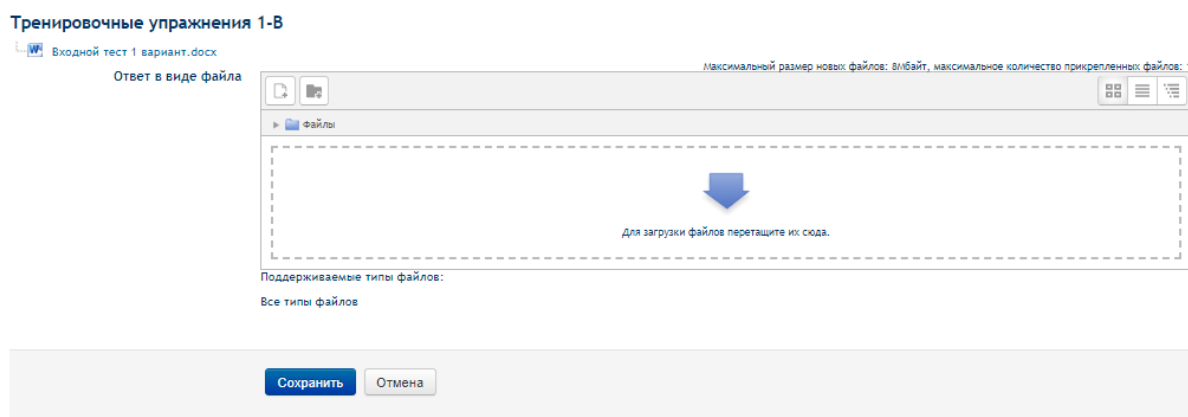 Тренировочные упражнения 1-В
Входной тест 1 вариант.docx
Ответ в виде файла
Максимальный размер новых файлов: 8Мбайт, максимальное количество прикрепленных файлов:
Файлы
Для загрузки файлов перетащите их сюда.
Поддерживаемые типы файлов:
Все типы файлов
Сохранить Отмена